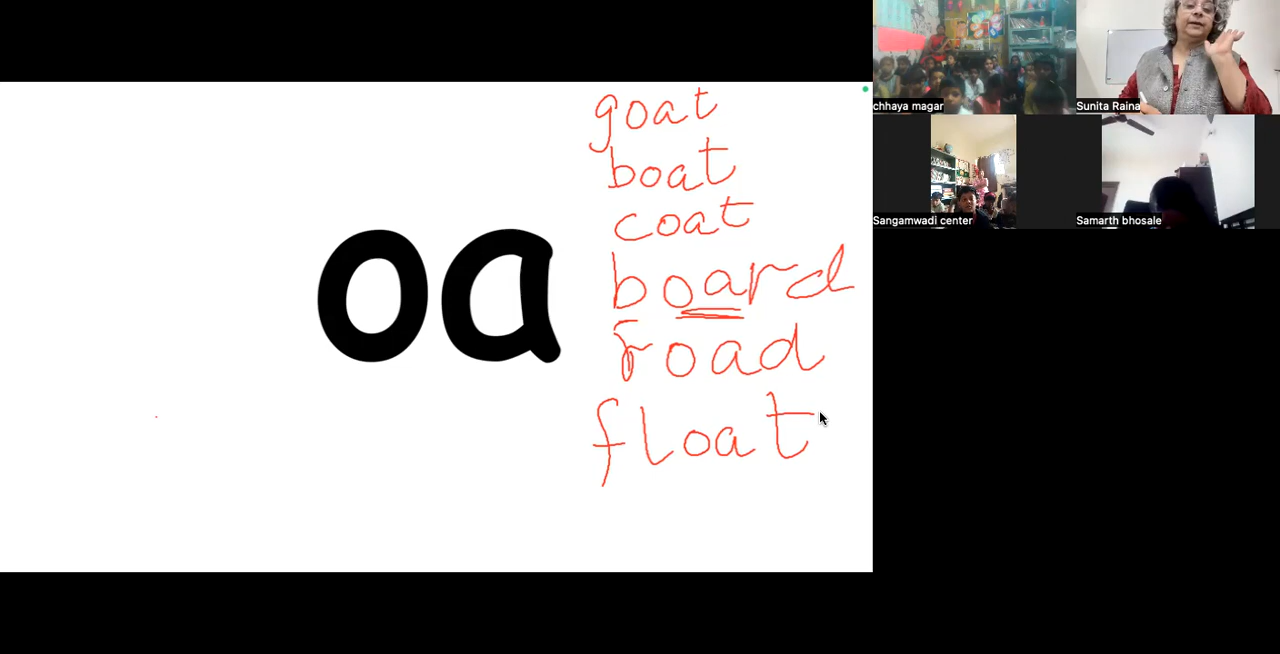 oa
goat
boat
coat
board
road
float
chhaya magar
Sunita Raina
Sangamwadi center
Samarth bhosale